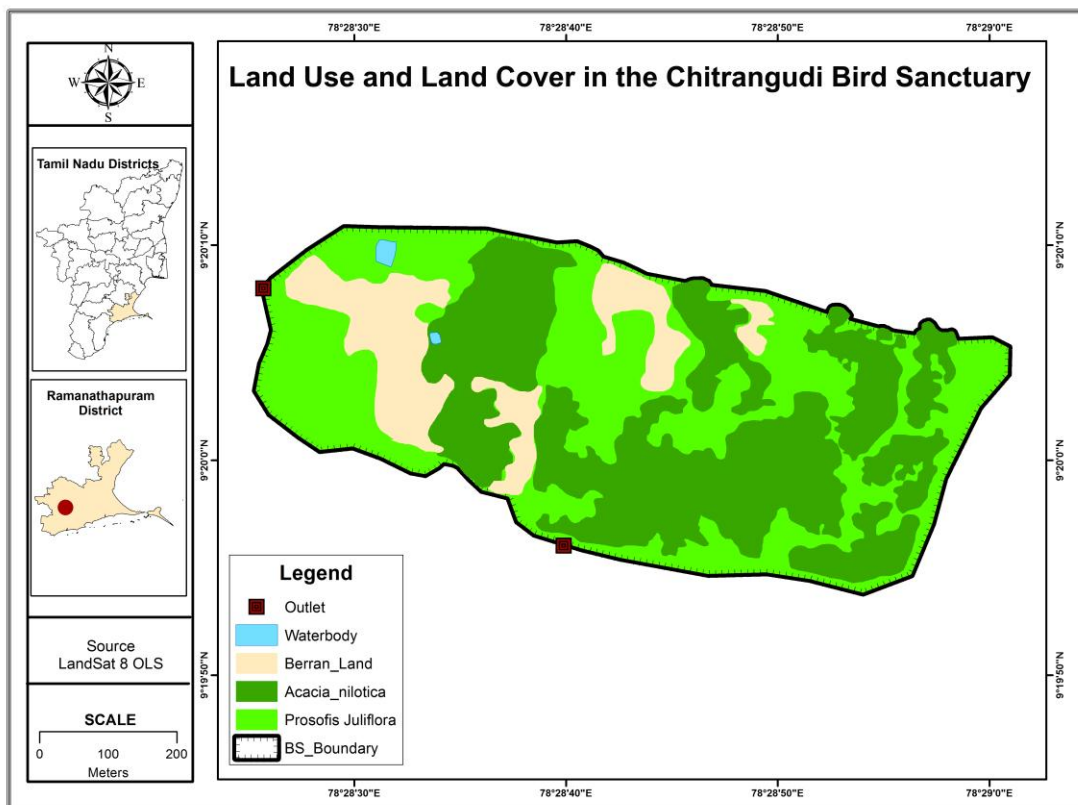 78°28'30"E 78°28'40"E 78°28'50"E 78°29'0"E
Land Use and Land Cover in the Chitrangudi Bird Sanctuary
N
W E
S
Tamil Nadu Districts
Ramanathapuram
District
Source
LandSat 8 OLS
SCALE
0 100 200
Meters
9°20'1"N
9°20'0"N
9°19'50"N
9°20'1"N
9°20'0"N
9°19'50"N
Legend
Outlet
Waterbody
Berran_Land
Acacia_nilotica
Prosofis Juliflora
BS_Boundary
78°28'30"E 78°28'40"E 78°28'50"E 78°29'0"E